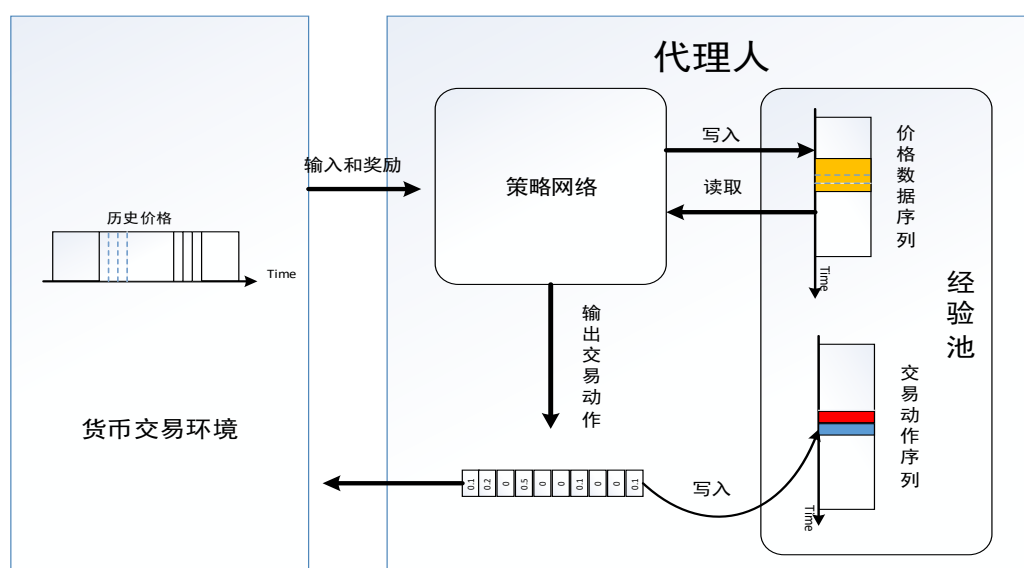 代理人
历史价格
Time
货币交易环境
输入和奖励
策略网络
写入
读取
价格数据序列
Time
经验池
输出交易动作
0.1 0.2 0 0.5 0 0 0.1 0 0 0.1
写入
交易动作序列
Time